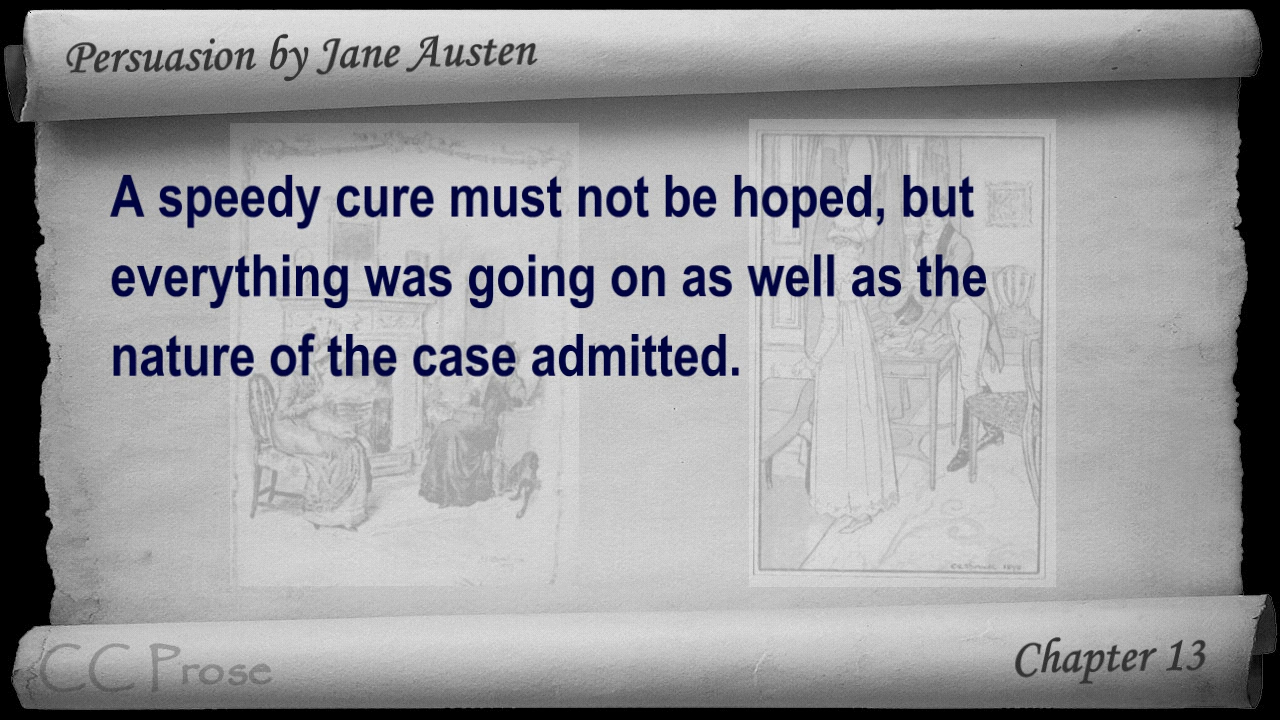 Persuasion by Jane Austen
A speedy cure must not be hoped, but
everything was going on as well as the
nature of the case admitted.
CC Prose
Chapter 13